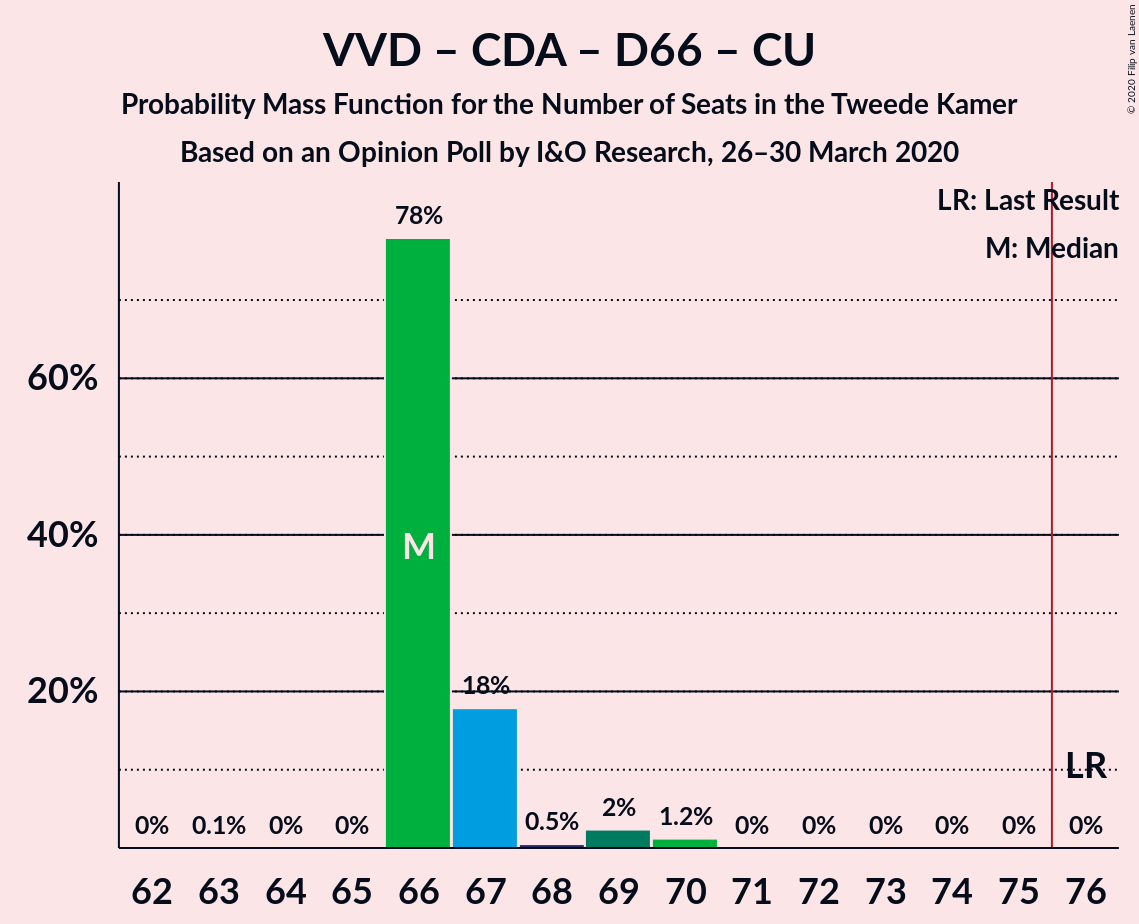 VVD – CDA – D66 – CU
Probability Mass Function for the Number of Seats in the Tweede Kamer
Based on an Opinion Poll by I&O Research, 26–30 March 2020
© 2020 Filip van Laenen
LR: Last Result
M: Median
78%
60%
40%
M
20%
18%
LR
0% 0.1% 0% 0% 0.5% 2% 1.2% 0% 0% 0% 0% 0% 0%
62 63 64 65 66 67 68 69 70 71 72 73 74 75 76